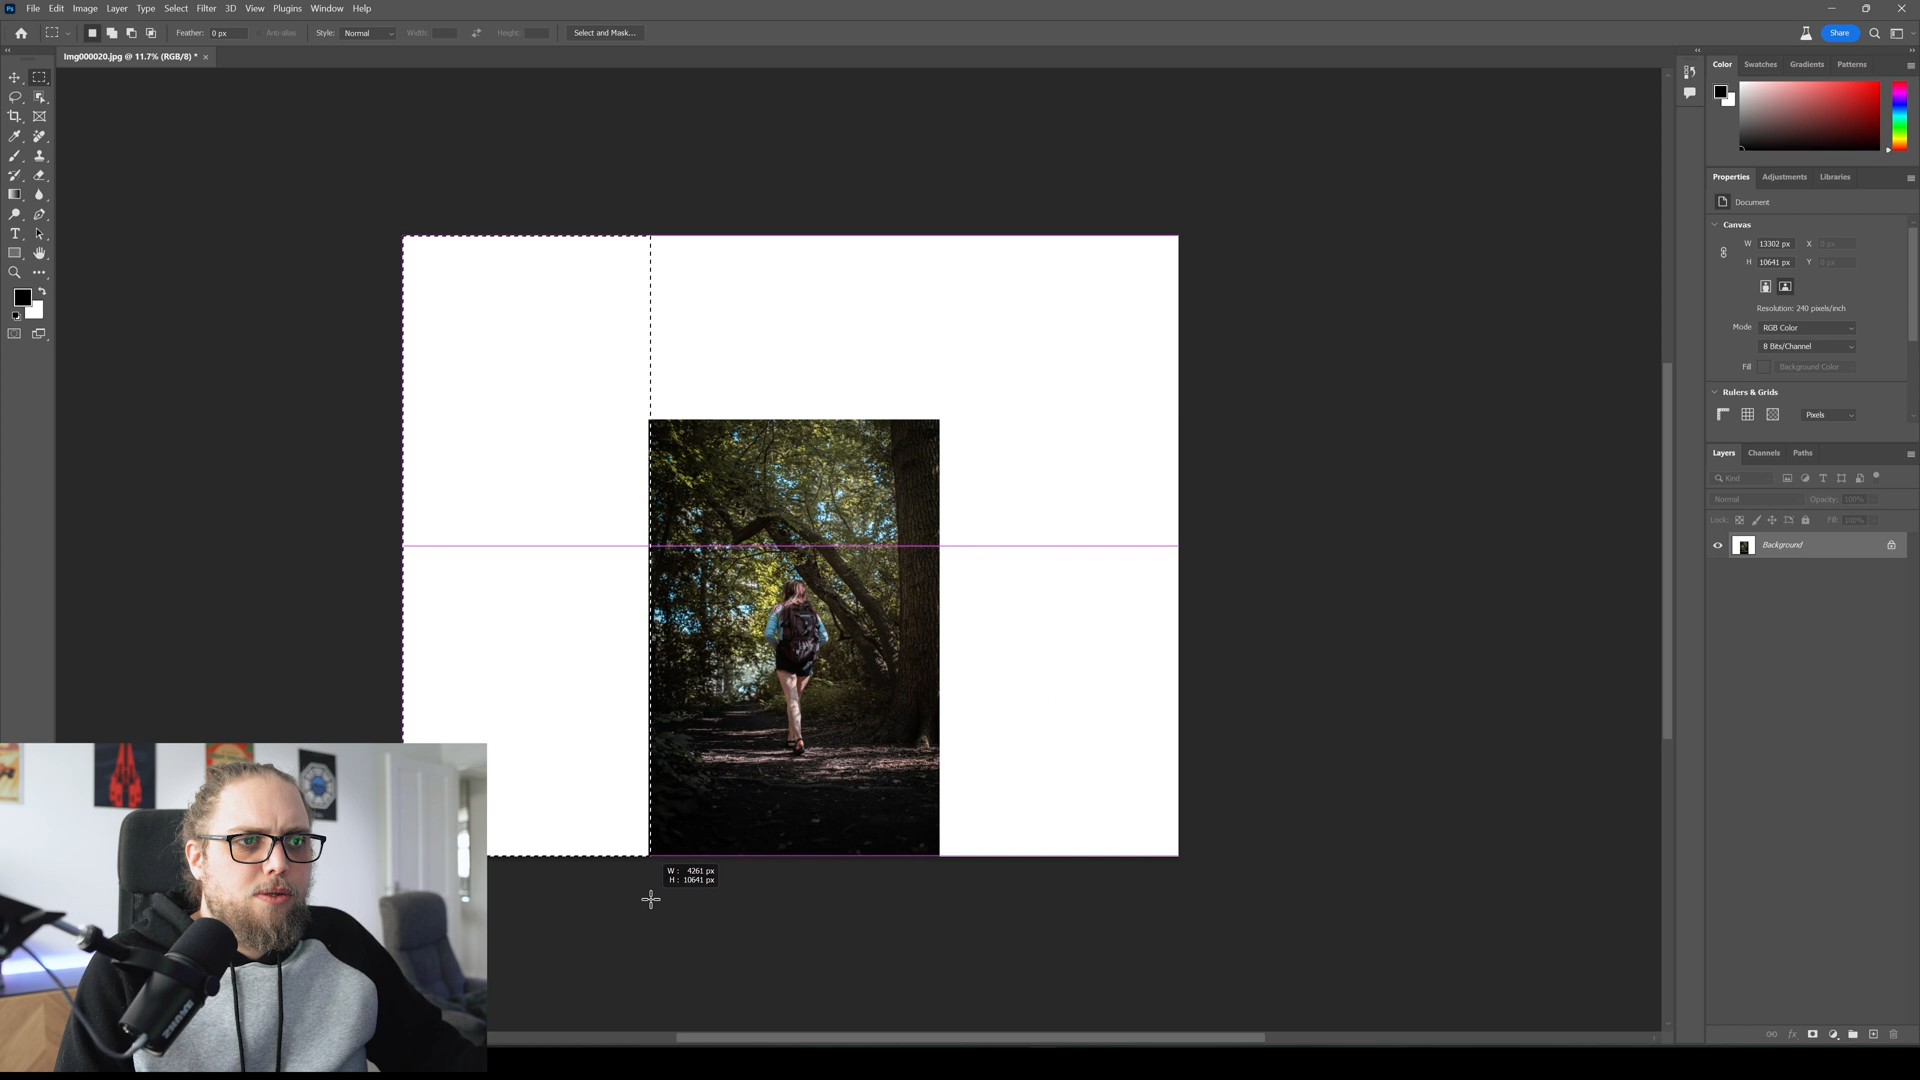 Ps File Edit Image Layer Type Select Filter 3D View Plugins Window Help
Feather: 0 px Anti-alias Style: Normal Width: Height: Select and Mask... Share
Img000020.jpg @ 11.7% (RGB/8) * ×
Color Swatches Gradients Patterns
Properties Adjustments Libraries
Document
Canvas
W 13302 px X 0 px
H 10641 px Y 0 px
Resolution: 240 pixels/inch
Mode RGB Color
8 Bits/Channel
Fill Background Color
Rulers & Grids
Pixels
Layers Channels Paths
Kind
Normal Opacity: 100%
Lock: Fill: 100%
Background
W : 4261 px
H : 10641 px